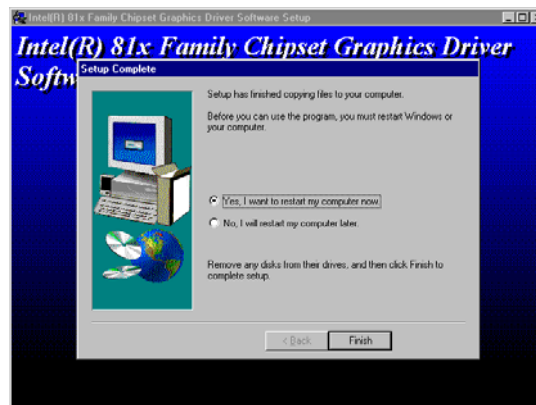 Intel(R) 81x Family Chipset Graphics Driver Software Setup
Intel(R) 81x Family Chipset Graphics Driver
Softw
Setup Complete
Setup has finished copying files to your computer.
Before you can use the program, you must restart Windows or
your computer.
Yes, I want to restart my computer now.
No, I will restart my computer later.
Remove any disks from their drives, and then click Finish to
complete setup.
< Back
Finish